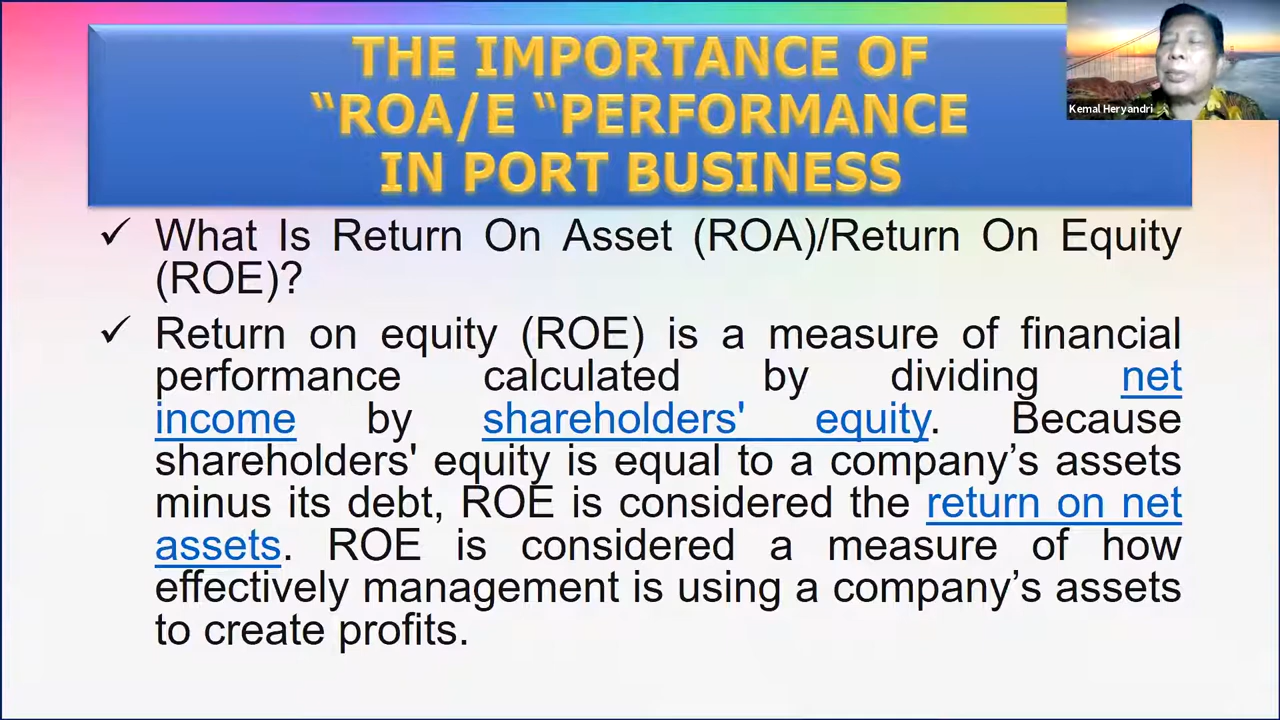 THE IMPORTANCE OF
“ROA/E “PERFORMANCE
IN PORT BUSINESS
Kemal Heryandri
✓ What Is Return On Asset (ROA)/Return On Equity
(ROE)?
✓ Return on equity (ROE) is a measure of financial
performance calculated by dividing net
income by shareholders' equity. Because
shareholders' equity is equal to a company’s assets
minus its debt, ROE is considered the return on net
assets. ROE is considered a measure of how
effectively management is using a company’s assets
to create profits.